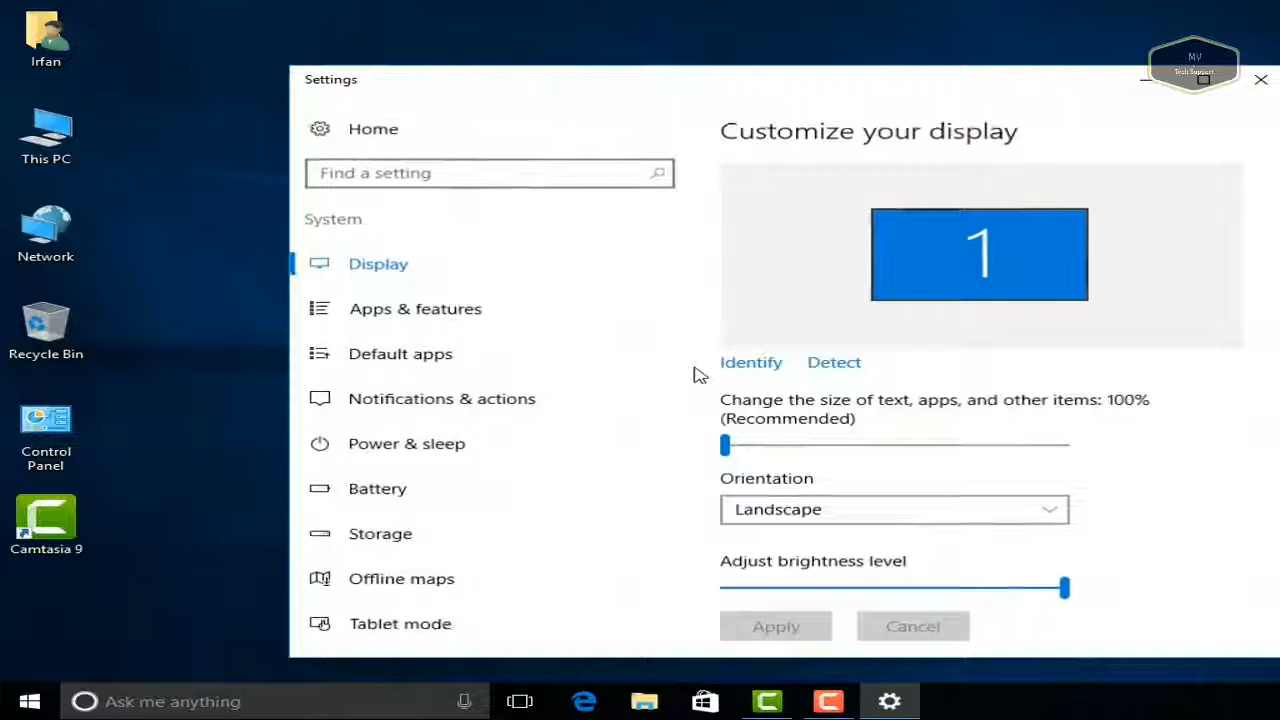 Irfan
This PC
Network
Recycle Bin
Control
Panel
Camtasia 9
Settings
MY
Tech Support
Home
Find a setting
System
Display
Apps & features
Default apps
Notifications & actions
Power & sleep
Battery
Storage
Offline maps
Tablet mode
Customize your display
1
Identify Detect
Change the size of text, apps, and other items: 100%
(Recommended)
Orientation
Landscape
Adjust brightness level
Apply Cancel
Ask me anything